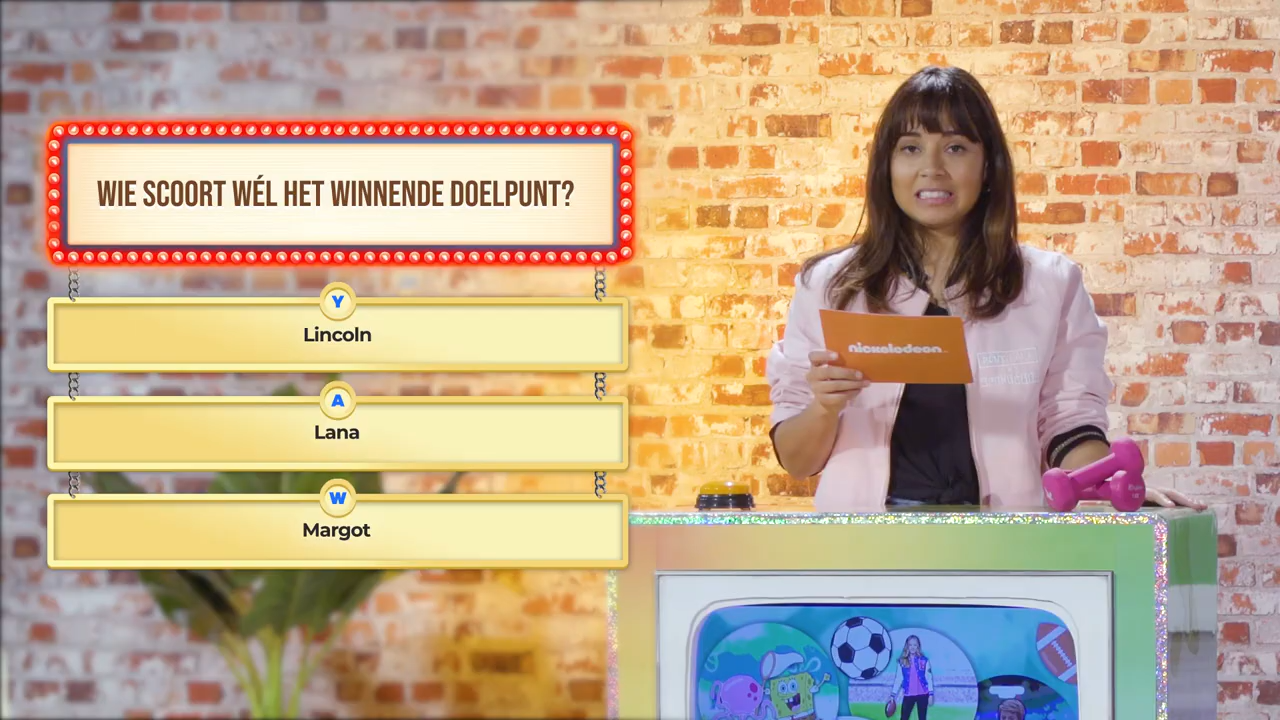 WIE SCOORT WÉL HET WINNENDE DOELPUNT?
Y
Lincoln
A
Lana
W
Margot
nickelodeon